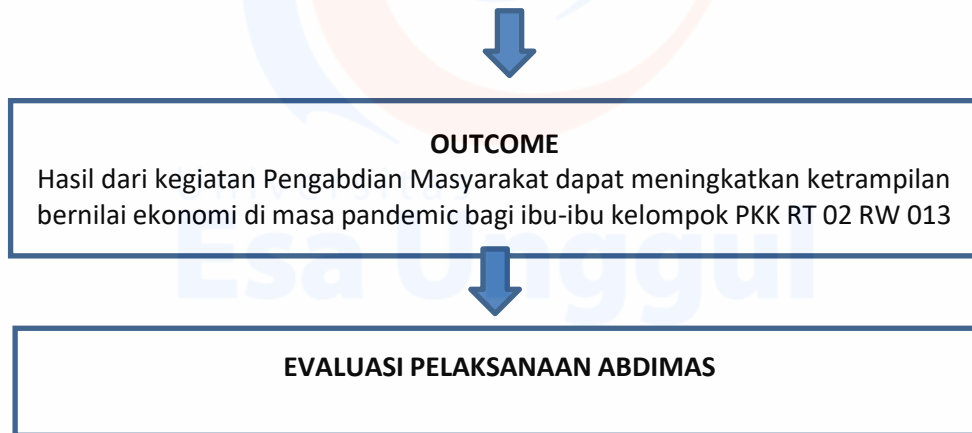 OUTCOME
Hasil dari kegiatan Pengabdian Masyarakat dapat meningkatkan ketrampilan
bernilai ekonomi di masa pandemic bagi ibu-ibu kelompok PKK RT 02 RW 013
Esa Unggul
EVALUASI PELAKSANAAN ABDIMAS